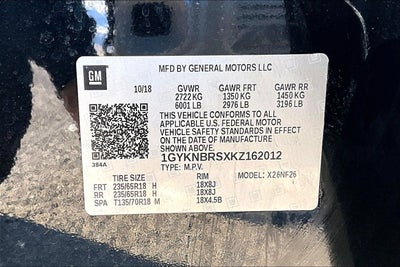 GM
MFD BY GENERAL MOTORS LLC
10/18
GVWR GAWR FRT GAWR RR
2722 KG 1350 KG 1450 KG
6001 LB 2976 LB 3196 LB
THIS VEHICLE CONFORMS TO ALL
APPLICABLE U.S. FEDERAL MOTOR
VEHICLE SAFETY STANDARDS IN EFFECT
ON THE DATE OF MANUFACTURE SHOWN ABOVE.
384A
1GYKNBRSXKZ162012
TYPE: M.P.V. MODEL: X26NF26
TIRE SIZE RIM
FRT 235/65R18 H 18X8J
RR 235/65R18 H 18X8J
SPA T135/70R18 M 18X4.5B